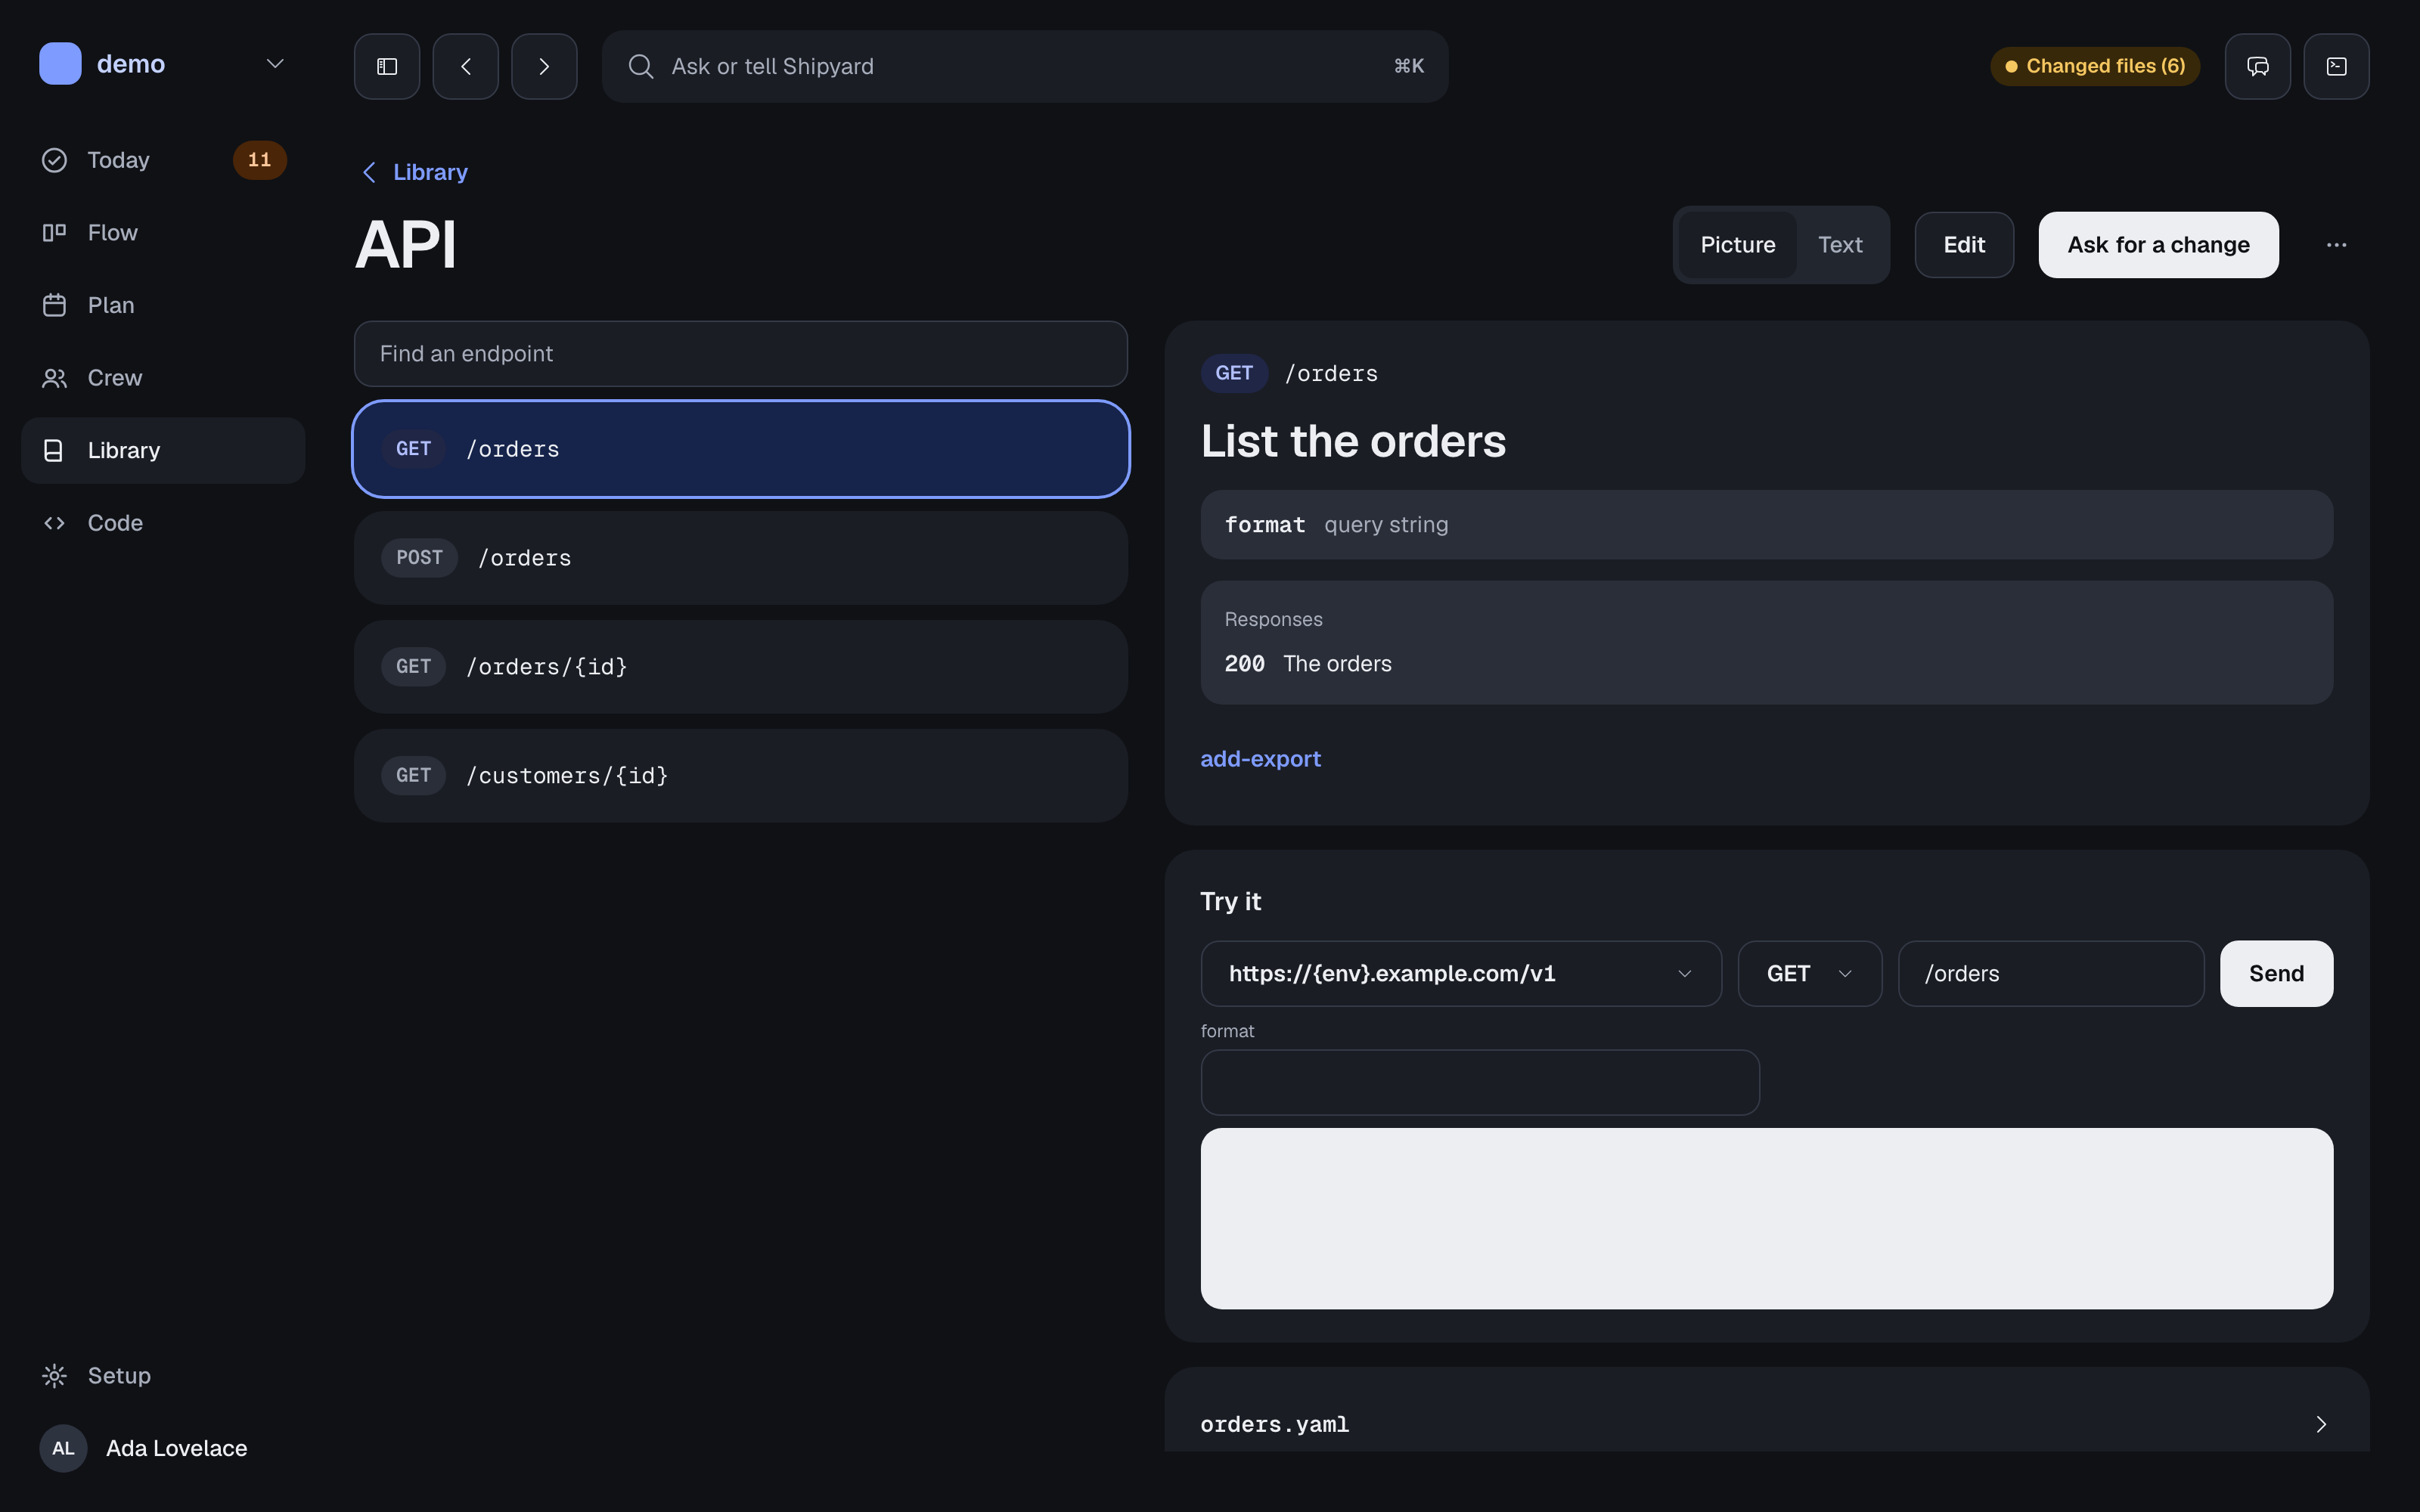 demo
Ask or tell Shipyard
⌘K
Changed files (6)
Today
11
Flow
Plan
Crew
Library
Code
Setup
AL
Ada Lovelace
Library
API
Picture
Text
Edit
Ask for a change
Find an endpoint
GET /orders
POST /orders
GET /orders/{id}
GET /customers/{id}
GET /orders
List the orders
format query string
Responses
200 The orders
add-export
Try it
https://{env}.example.com/v1
GET
/orders
Send
format
orders.yaml